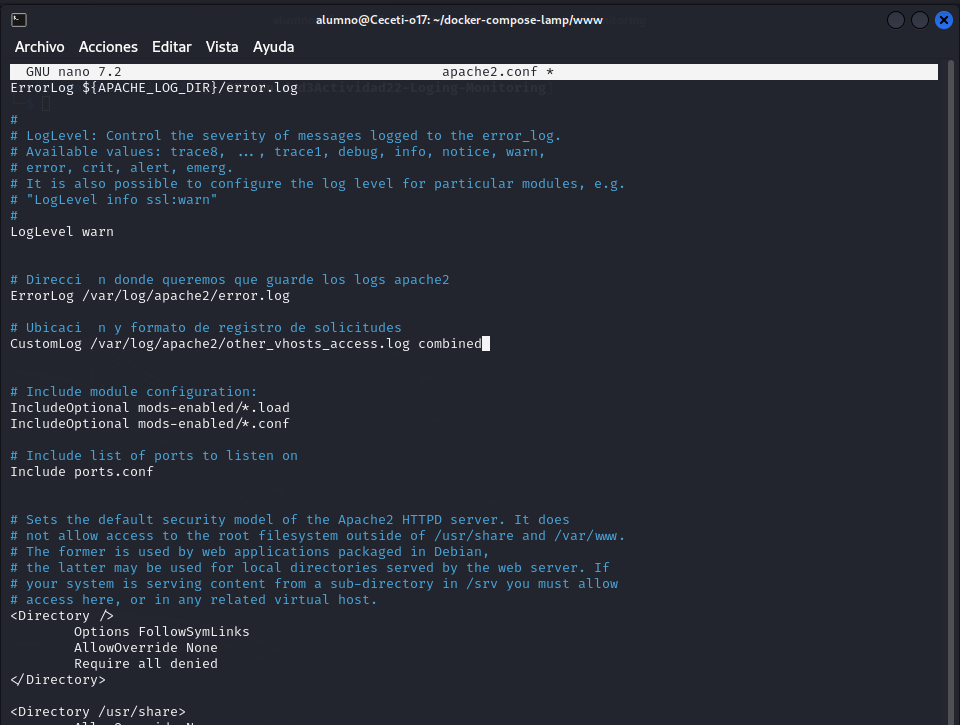 alumno@Ceceti-o17: ~/docker-compose-lamp/www
Archivo Acciones Editar Vista Ayuda
GNU nano 7.2 apache2.conf *
ErrorLog ${APACHE_LOG_DIR}/error.log
#
# LogLevel: Control the severity of messages logged to the error_log.
# Available values: trace8, ..., trace1, debug, info, notice, warn,
# error, crit, alert, emerg.
# It is also possible to configure the log level for particular modules, e.g.
# "LogLevel info ssl:warn"
#
LogLevel warn
# Direcci  n donde queremos que guarde los logs apache2
ErrorLog /var/log/apache2/error.log
# Ubicaci  n y formato de registro de solicitudes
CustomLog /var/log/apache2/other_vhosts_access.log combined
# Include module configuration:
IncludeOptional mods-enabled/*.load
IncludeOptional mods-enabled/*.conf
# Include list of ports to listen on
Include ports.conf
# Sets the default security model of the Apache2 HTTPD server. It does
# not allow access to the root filesystem outside of /usr/share and /var/www.
# The former is used by web applications packaged in Debian,
# the latter may be used for local directories served by the web server. If
# your system is serving content from a sub-directory in /srv you must allow
# access here, or in any related virtual host.
<Directory />
Options FollowSymLinks
AllowOverride None
Require all denied
</Directory>
<Directory /usr/share>